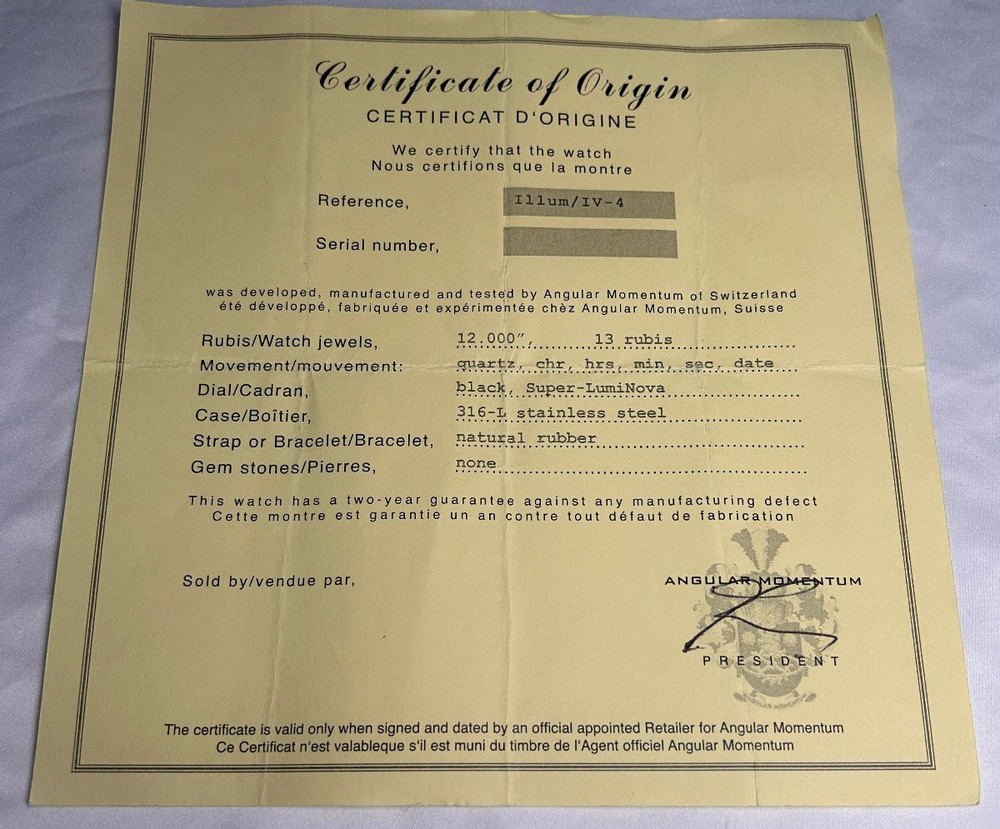 Certificate of Origin
CERTIFICAT D'ORIGINE
We certify that the watch
Nous certifions que la montre
Reference, Illum/IV-4
Serial number,
was developed, manufactured and tested by Angular Momentum of Switzerland
été développé, fabriquée et expérimentée chèz Angular Momentum, Suisse
Rubis/Watch jewels, 12.000", 13 rubis
Movement/mouvement: quartz, chr, hrs, min, sec, date
Dial/Cadran, black, Super-LumiNova
Case/Boîtier, 316-L stainless steel
Strap or Bracelet/Bracelet, natural rubber
Gem stones/Pierres, none
This watch has a two-year guarantee against any manufacturing defect
Cette montre est garantie un an contre tout défaut de fabrication
Sold by/vendue par,
ANGULAR MOMENTUM
PRESIDENT
ANGULAR MOMENTUM
The certificate is valid only when signed and dated by an official appointed Retailer for Angular Momentum
Ce Certificat n'est valableque s'il est muni du timbre de l'Agent officiel Angular Momentum